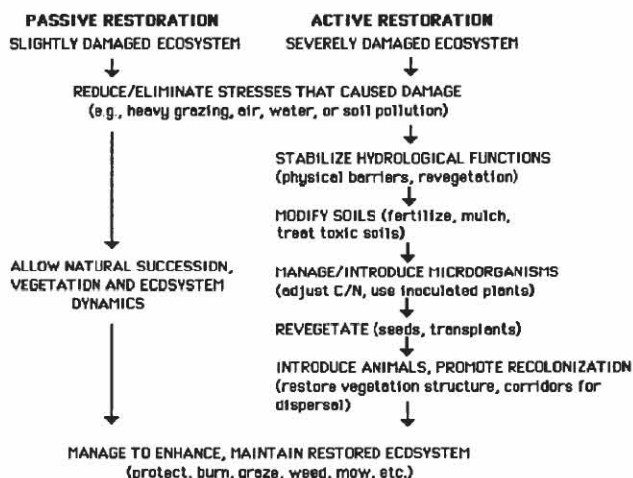 PASSIVE RESTORATION
SLIGHTLY DAMAGED ECOSYSTEM
ACTIVE RESTORATION
SEVERELY DAMAGED ECOSYSTEM
REDUCE/ELIMINATE STRESSES THAT CAUSED DAMAGE
(e.g., heavy grazing, air, water, or soil pollution)
STABILIZE HYDROLOGICAL FUNCTIONS
(physical barriers, revegetation)
MODIFY SOILS (fertilize, mulch,
treat toxic soils)
ALLOW NATURAL SUCCESSION,
VEGETATION AND ECOSYSTEM
DYNAMICS
MANAGE/INTRODUCE MICRDORGANISMS
(adjust C/N, use inoculated plants)
REVEGETATE (seeds, transplants)
INTRODUCE ANIMALS, PROMOTE RECOLONIZATION
(restore vegetation structure, corridors for
dispersal)
MANAGE TO ENHANCE, MAINTAIN RESTORED ECOSYSTEM
(protect, burn, graze, weed, mow, etc.)